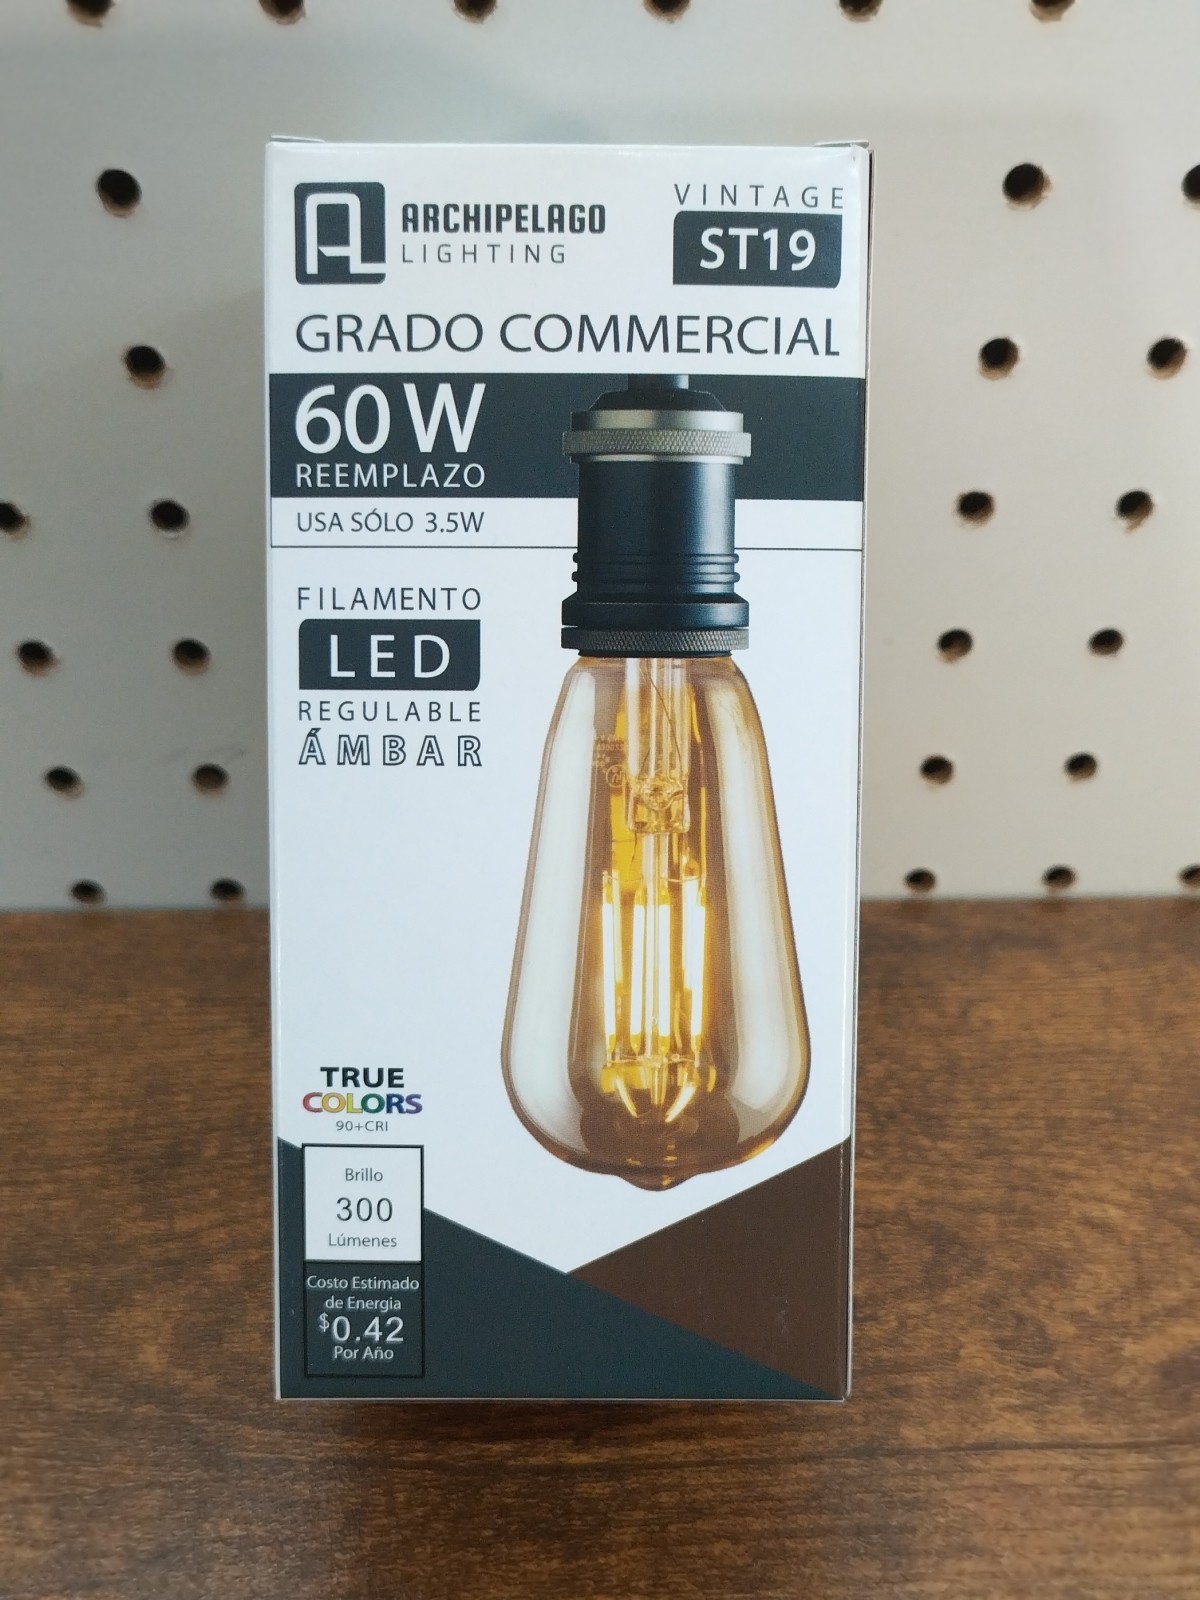 ARCHIPELAGO
LIGHTING
VINTAGE
ST19
GRADO COMMERCIAL
60 W
REEMPLAZO
USA SÓLO 3.5W
FILAMENTO
LED
REGULABLE
ÁMBAR
TRUE
COLORS
90+CRI
Brillo
300
Lúmenes
Costo Estimado
de Energia
$0.42
Por Año